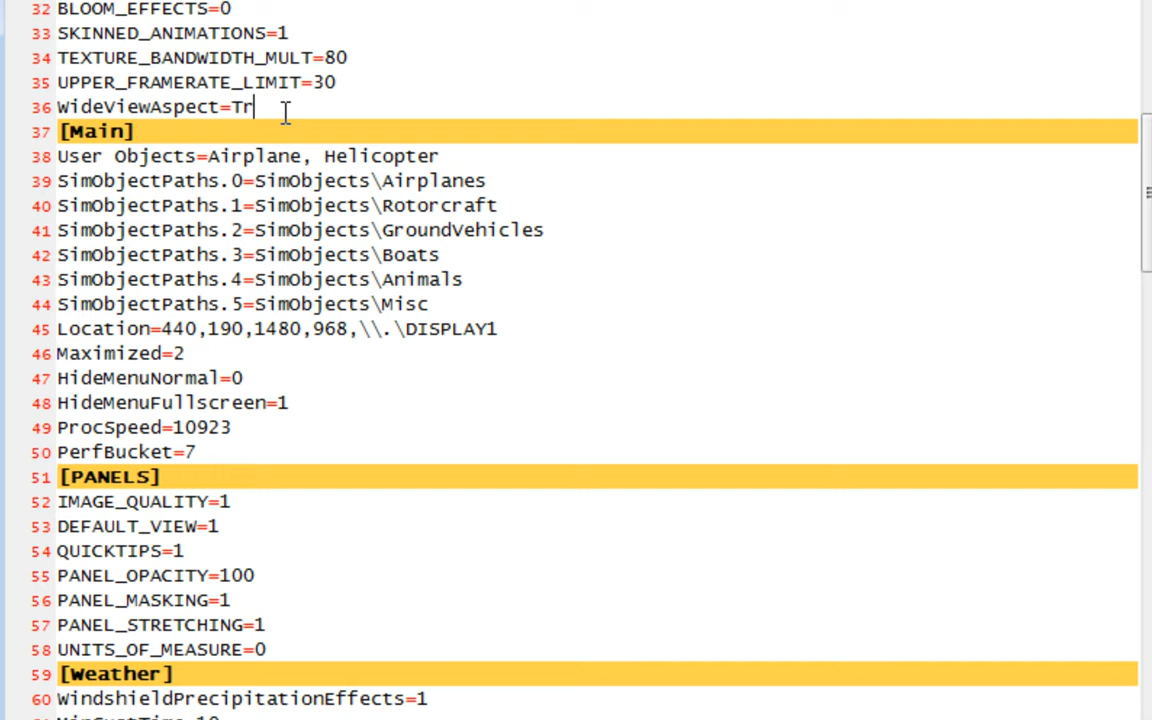 32 BLOOM_EFFECTS=0
33 SKINNED_ANIMATIONS=1
34 TEXTURE_BANDWIDTH_MULT=80
35 UPPER_FRAMERATE_LIMIT=30
36 WideViewAspect=Tr
37 [Main]
38 User Objects=Airplane, Helicopter
39 SimObjectPaths.0=SimObjects\Airplanes
40 SimObjectPaths.1=SimObjects\Rotorcraft
41 SimObjectPaths.2=SimObjects\GroundVehicles
42 SimObjectPaths.3=SimObjects\Boats
43 SimObjectPaths.4=SimObjects\Animals
44 SimObjectPaths.5=SimObjects\Misc
45 Location=440,190,1480,968,\\.\DISPLAY1
46 Maximized=2
47 HideMenuNormal=0
48 HideMenuFullscreen=1
49 ProcSpeed=10923
50 PerfBucket=7
51 [PANELS]
52 IMAGE_QUALITY=1
53 DEFAULT_VIEW=1
54 QUICKTIPS=1
55 PANEL_OPACITY=100
56 PANEL_MASKING=1
57 PANEL_STRETCHING=1
58 UNITS_OF_MEASURE=0
59 [Weather]
60 WindshieldPrecipitationEffects=1